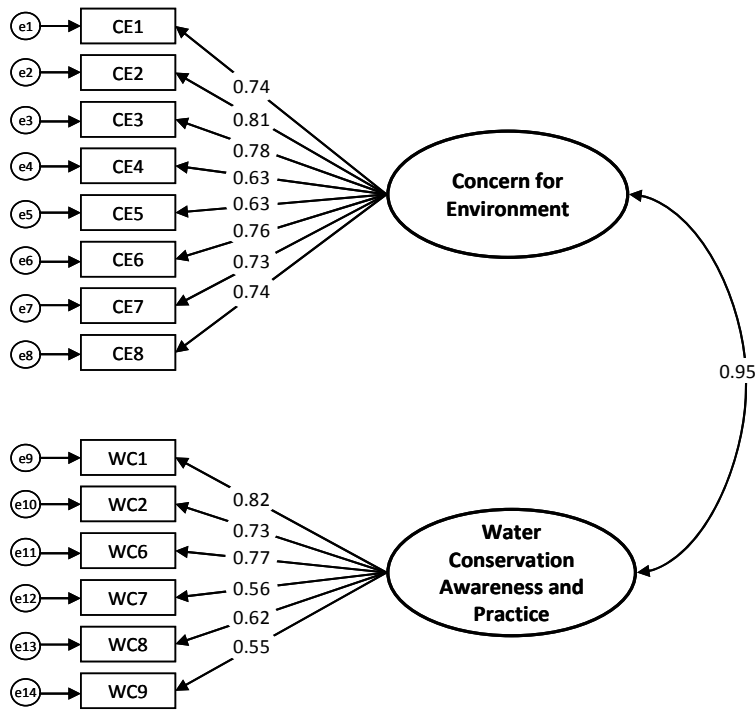 e1
CE1
e2
CE2
0.74
e3
CE3
0.81
0.78
e4
CE4
0.63
e5
CE5
0.63
e6
CE6
0.76
e7
CE7
0.73
e8
CE8
0.74
Concern for
Environment
0.95
e9
WC1
e10
WC2
0.82
0.73
e11
WC6
0.77
e12
WC7
0.56
e13
WC8
0.62
e14
WC9
0.55
Water
Conservation
Awareness and
Practice